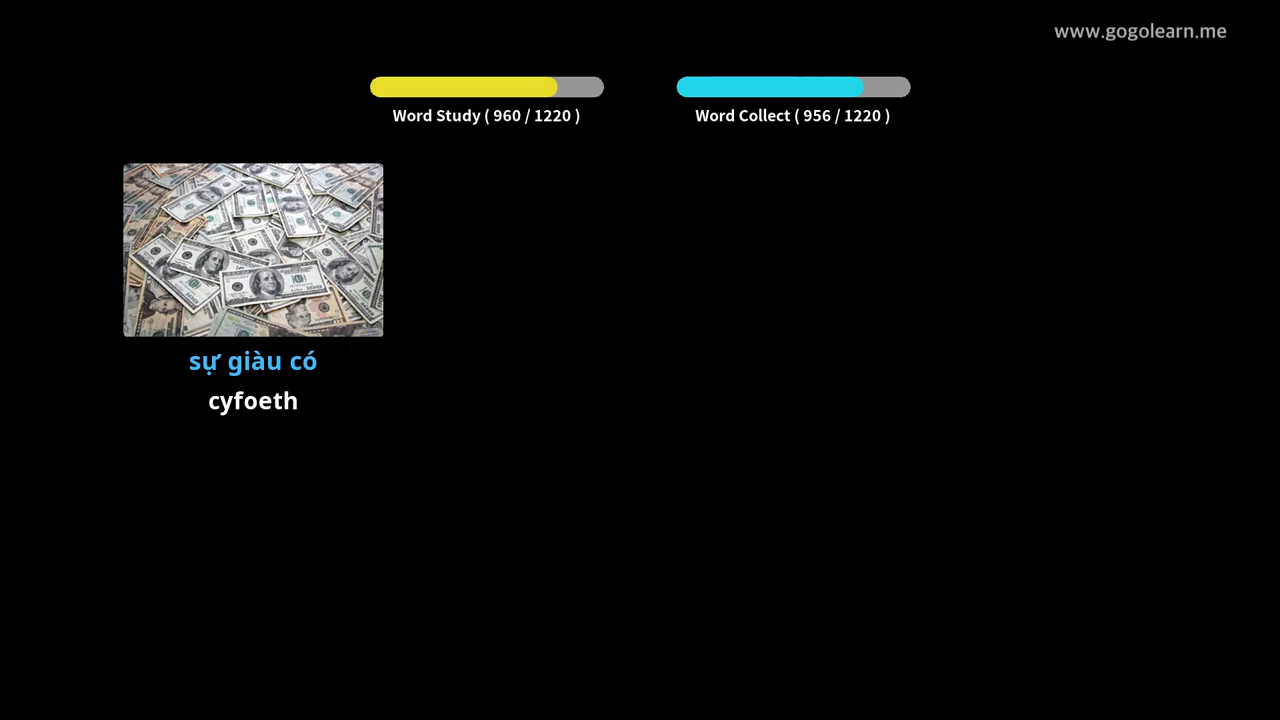 www.gogolearn.me
Word Study ( 960 / 1220 )
Word Collect ( 956 / 1220 )
sự giàu có
cyfoeth